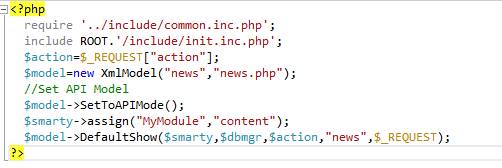 <?php
require '../include/common.inc.php';
include ROOT.'/include/init.inc.php';
$action=$_REQUEST["action"];
$model=new XmlModel("news","news.php");
//Set API Model
$model->SetToAPIMode();
$smarty->assign("MyModule","content");
$model->DefaultShow($smarty,$dbmgr,$action,"news",$_REQUEST);
?>